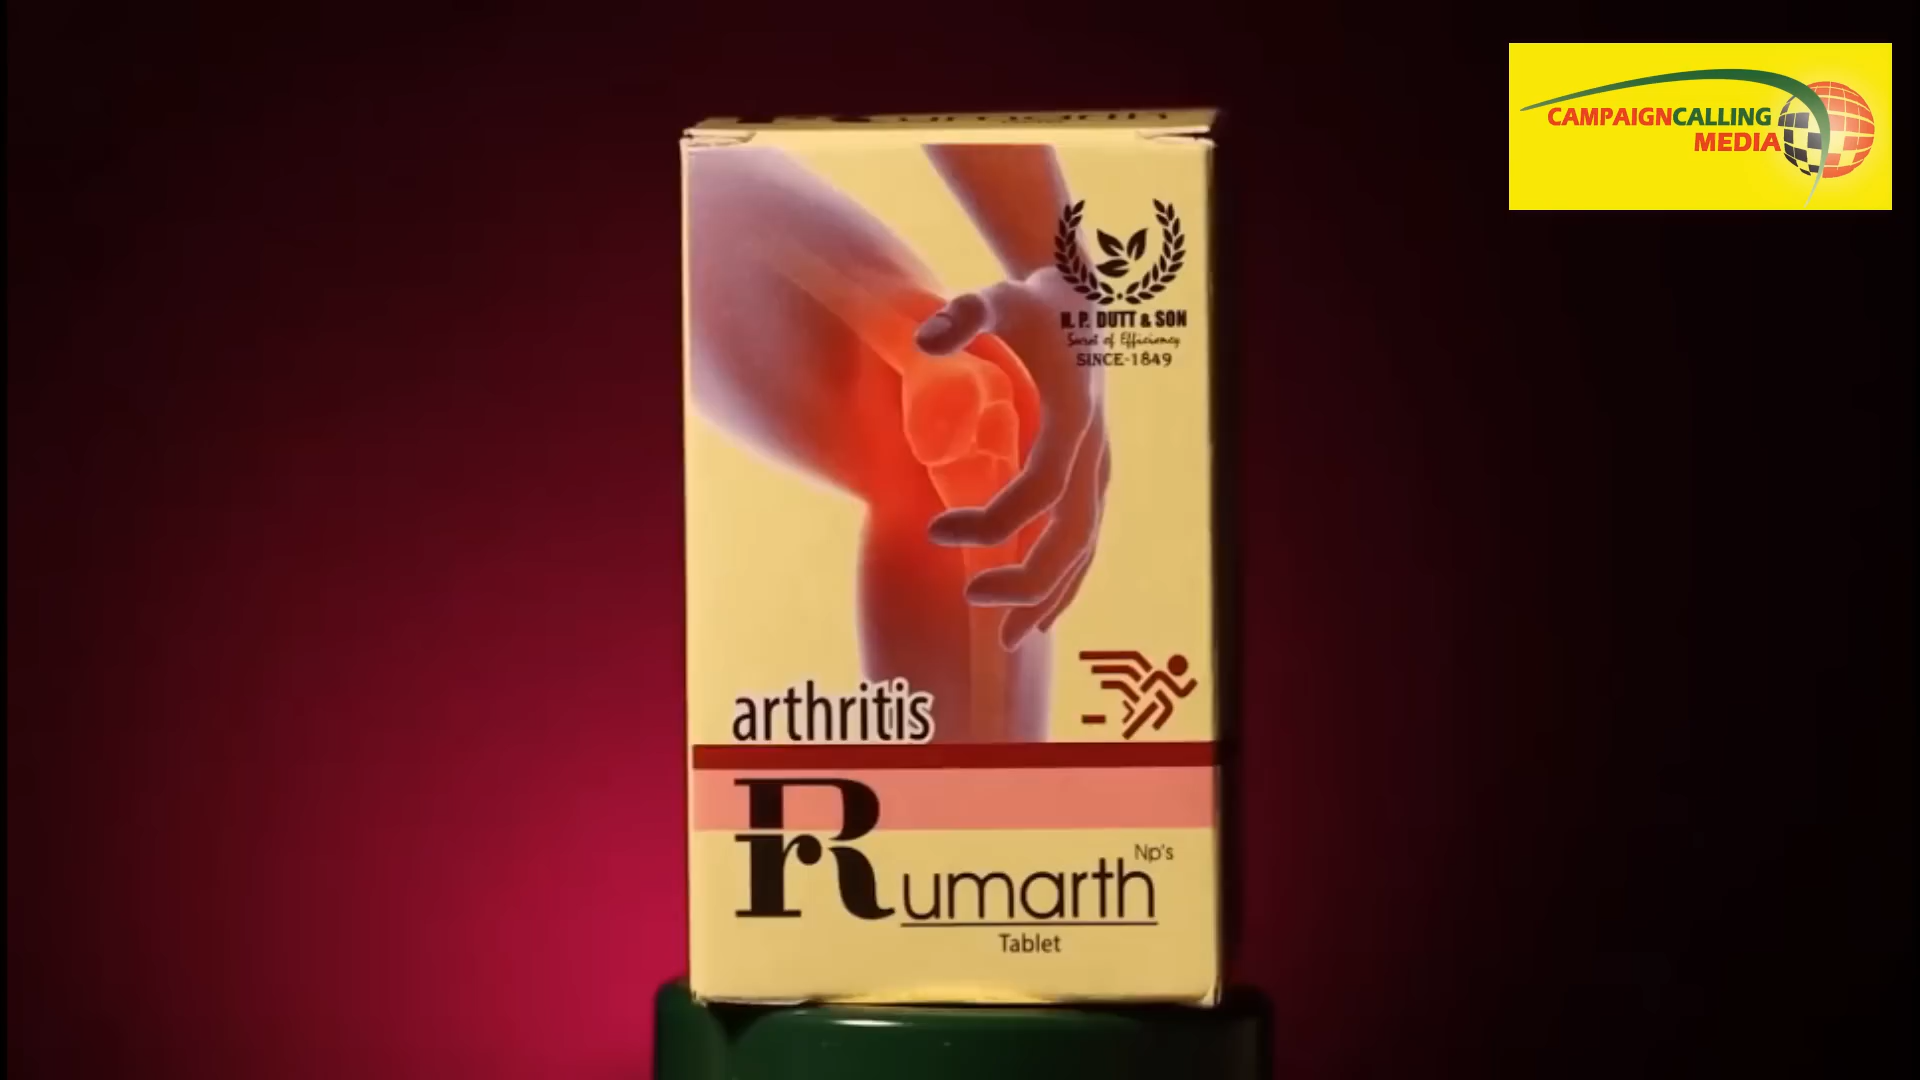 CAMPAIGNCALLING
MEDIA
N. P. DUTT & SON
Secret of Efficiency
SINCE-1849
arthritis
Np's
Rumarth
Tablet